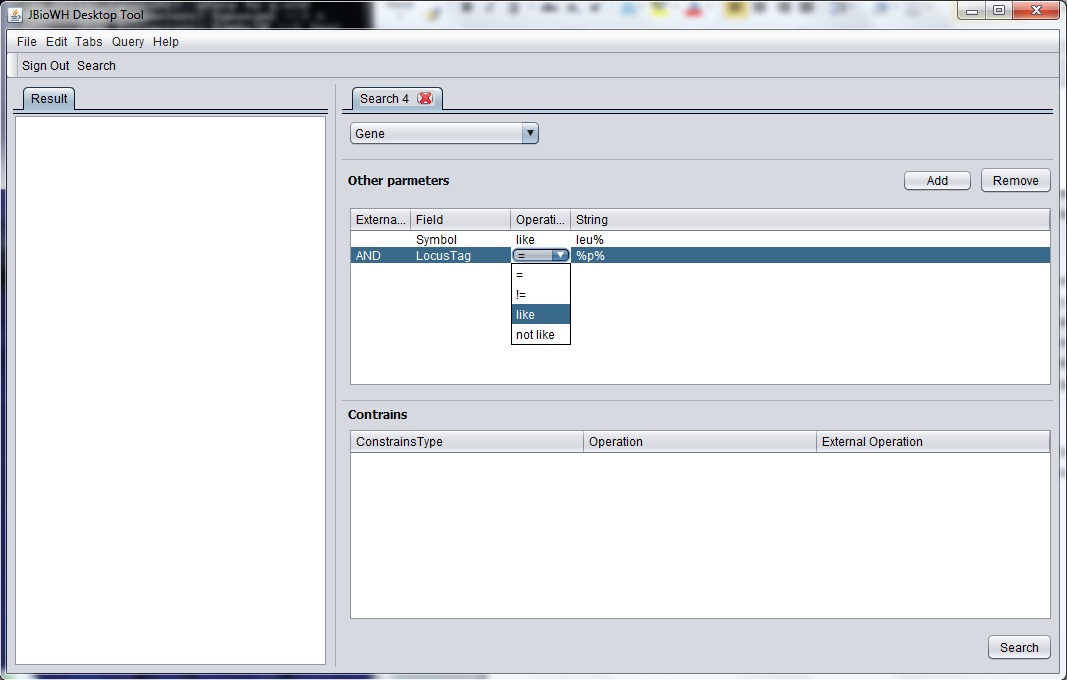 JBioWH Desktop Tool
File Edit Tabs Query Help
Sign Out Search
Result
Search 4
Gene
Other parmeters
Add Remove
Externa... Field Operati... String
Symbol like leu%
AND LocusTag = %p%
=
!=
like
not like
Contrains
ConstrainsType Operation External Operation
Search